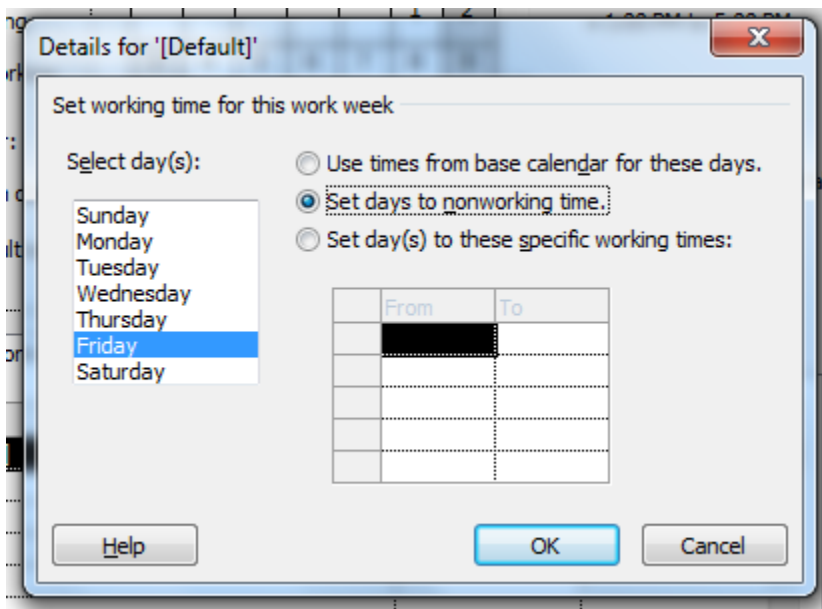 1 2
Details for '[Default]'
Set working time for this work week
Select day(s):
Use times from base calendar for these days.
Set days to nonworking time.
Set day(s) to these specific working times:
Sunday
Monday
Tuesday
Wednesday
Thursday
Friday
Saturday
From To
Help OK Cancel